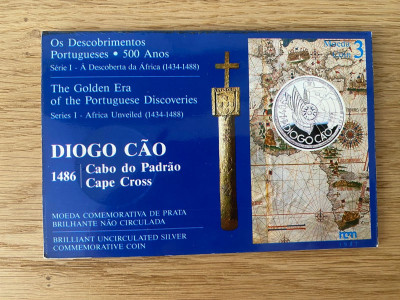 Os Descobrimentos
Portugueses • 500 Anos
Série I - À Descoberta da África (1434-1488)
The Golden Era
of the Portuguese Discoveries
Series I - Africa Unveiled (1434-1488)
DIOGO CÃO
1486 Cabo do Padrão
Cape Cross
MOEDA COMEMORATIVA DE PRATA
BRILHANTE NÃO CIRCULADA
BRILLIANT UNCIRCULATED SILVER
COMMEMORATIVE COIN
Moeda
Coin 3
DIOGO CÃO